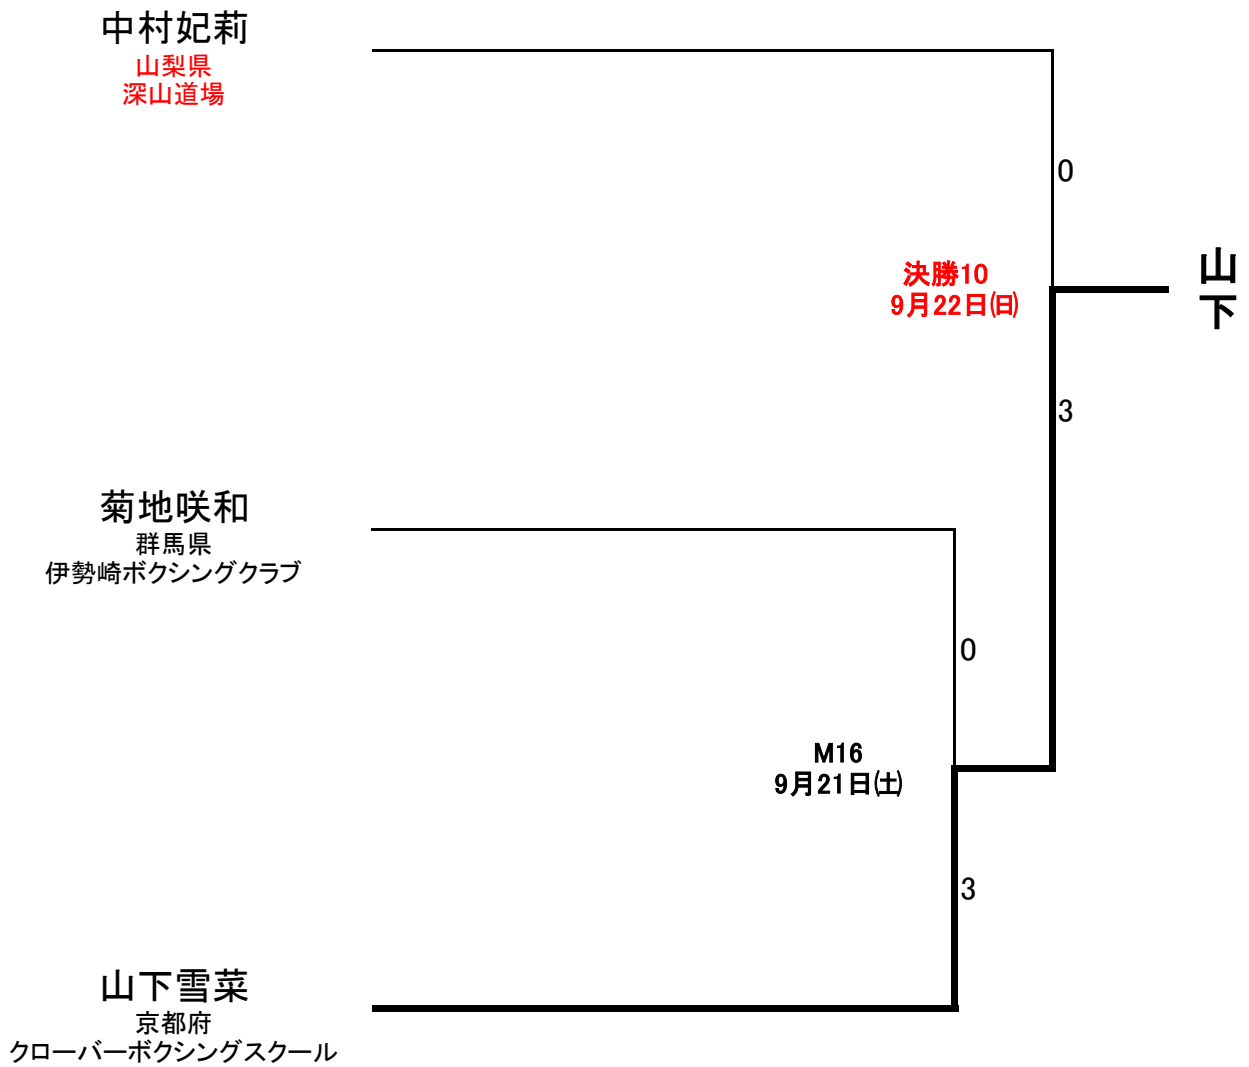 中村妃莉
山梨県
深山道場
0
決勝10
9月22日(日)
山下
3
菊地咲和
群馬県
伊勢崎ボクシングクラブ
0
M16
9月21日(土)
3
山下雪菜
京都府
クローバーボクシングスクール